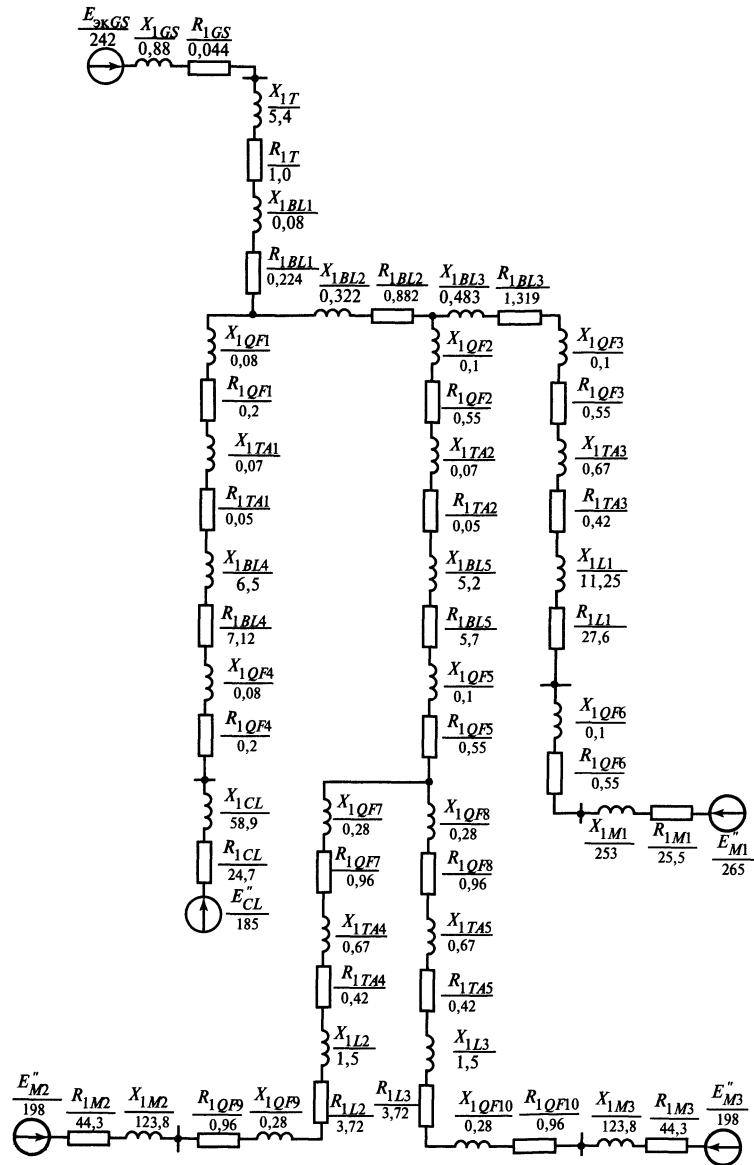 E_экGS X_1GS R_1GS
242 0,88 0,044
X_1T
5,4
R_1T
1,0
X_1BL1
0,08
R_1BL1
0,224
X_1BL2 R_1BL2 X_1BL3 R_1BL3
0,322 0,882 0,483 1,319
X_1QF1 X_1QF2 X_1QF3
0,08 0,1 0,1
R_1QF1 R_1QF2 R_1QF3
0,2 0,55 0,55
X_1TA1 X_1TA2 X_1TA3
0,07 0,07 0,67
R_1TA1 R_1TA2 R_1TA3
0,05 0,05 0,42
X_1BL4 X_1BL5 X_1L1
6,5 5,2 11,25
R_1BL4 R_1BL5 R_1L1
7,12 5,7 27,6
X_1QF4 X_1QF5 X_1QF6
0,08 0,1 0,1
R_1QF4 R_1QF5 R_1QF6
0,2 0,55 0,55
X_1CL X_1QF7 X_1QF8 X_1M1 R_1M1 E"_M1
58,9 0,28 0,28 253 25,5 265
R_1CL R_1QF7 R_1QF8
24,7 0,96 0,96
E"_CL X_1TA4 X_1TA5
185 0,67 0,67
R_1TA4 R_1TA5
0,42 0,42
X_1L2 X_1L3
1,5 1,5
E"_M2 R_1M2 X_1M2 R_1QF9 X_1QF9 R_1L2 R_1L3 X_1QF10 R_1QF10 X_1M3 R_1M3 E"_M3
198 44,3 123,8 0,96 0,28 3,72 3,72 0,28 0,96 123,8 44,3 198